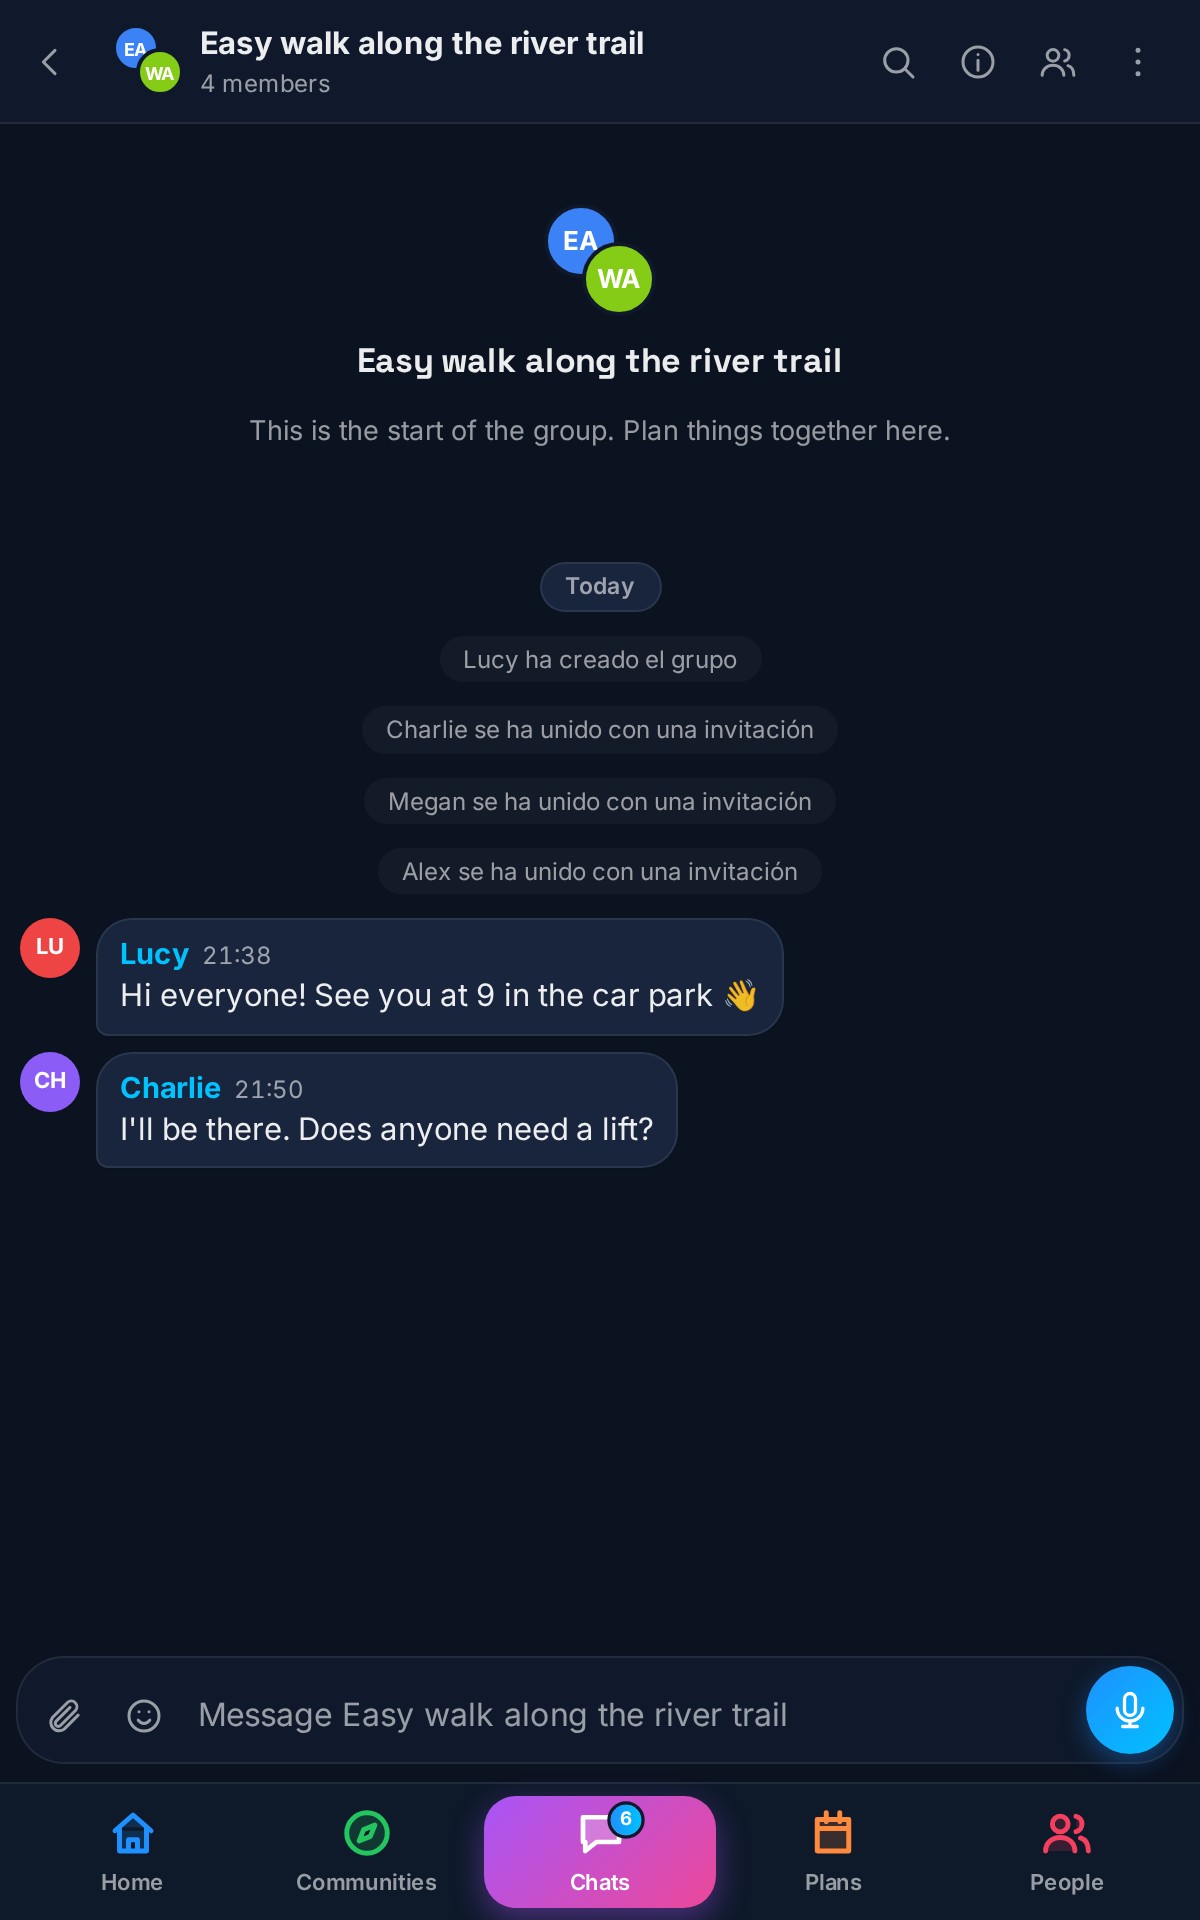 EA
WA
Easy walk along the river trail
4 members
EA
WA
Easy walk along the river trail
This is the start of the group. Plan things together here.
Today
Lucy ha creado el grupo
Charlie se ha unido con una invitación
Megan se ha unido con una invitación
Alex se ha unido con una invitación
LU
Lucy 21:38
Hi everyone! See you at 9 in the car park 👋
CH
Charlie 21:50
I'll be there. Does anyone need a lift?
Message Easy walk along the river trail
6
Home
Communities
Chats
Plans
People